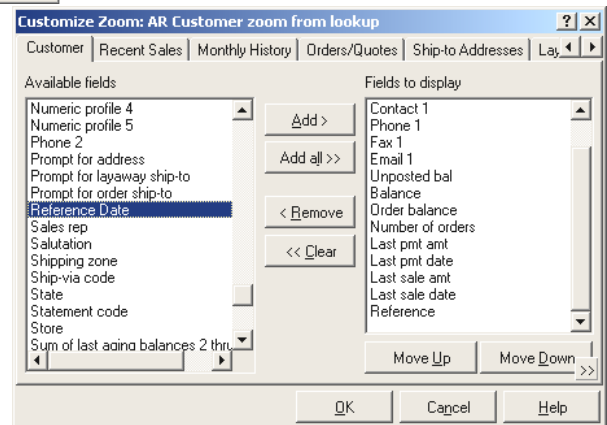 Customize Zoom: AR Customer zoom from lookup
Customer Recent Sales Monthly History Orders/Quotes Ship-to Addresses Lay
Available fields
Numeric profile 4
Numeric profile 5
Phone 2
Prompt for address
Prompt for layaway ship-to
Prompt for order ship-to
Reference Date
Sales rep
Salutation
Shipping zone
Ship-via code
State
Statement code
Store
Sum of last aging balances 2 thru
Add >
Add all >>
< Remove
<< Clear
Fields to display
Contact 1
Phone 1
Fax 1
Email 1
Unposted bal
Balance
Order balance
Number of orders
Last pmt amt
Last pmt date
Last sale amt
Last sale date
Reference
Move Up Move Down
>>
OK Cancel Help